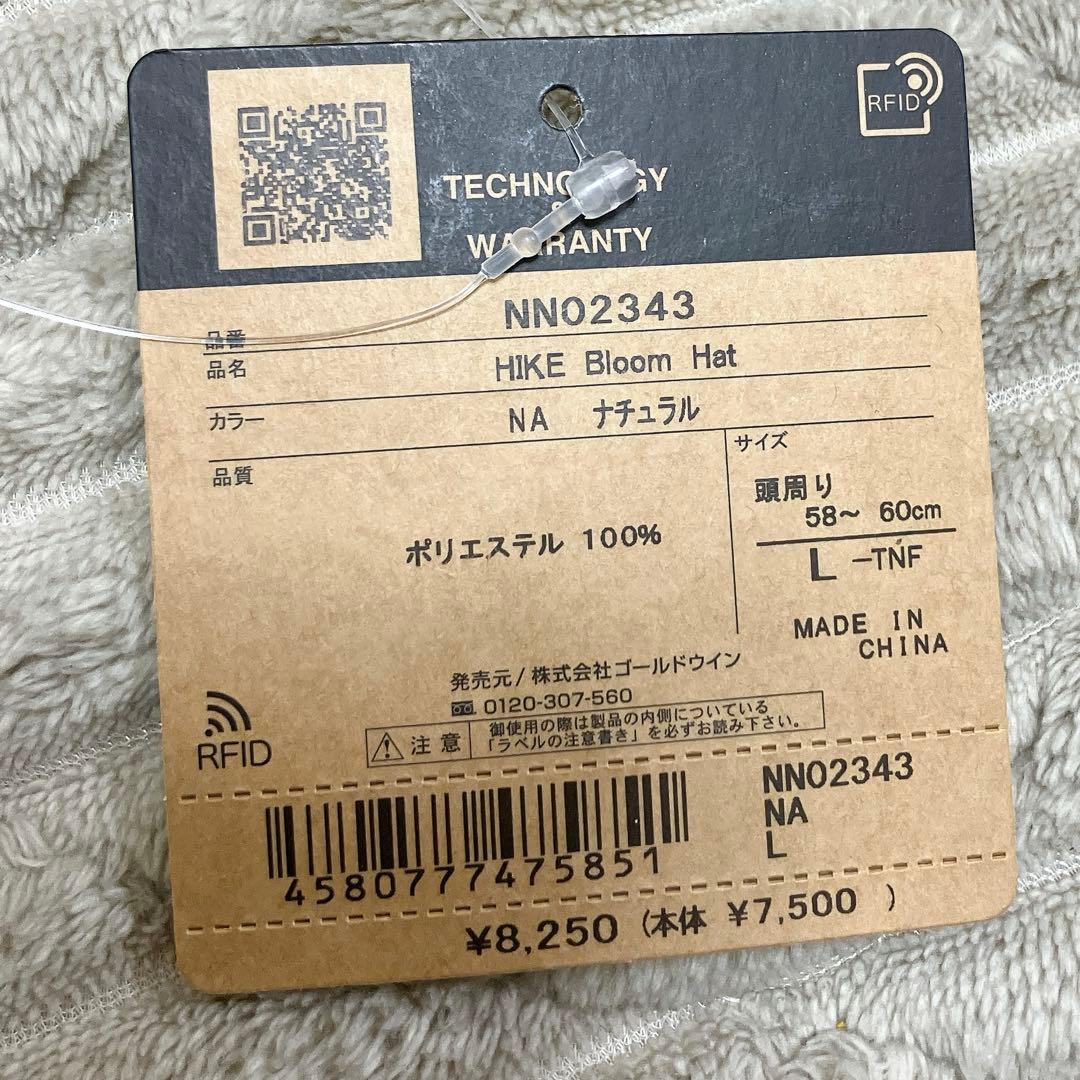 RFID
TECHNOLOGY
&
WARRANTY
品番 NN02343
品名 HIKE Bloom Hat
カラー NA ナチュラル
品質 ポリエステル 100%
サイズ
頭周り
58～ 60cm
L -TNF
MADE IN
CHINA
発売元/株式会社ゴールドウイン
0120-307-560
注意 御使用の際は製品の内側についている
「ラベルの注意書き」を必ずお読み下さい。
RFID
4580777475851
NN02343
NA
L
¥8,250 (本体 ¥7,500 )